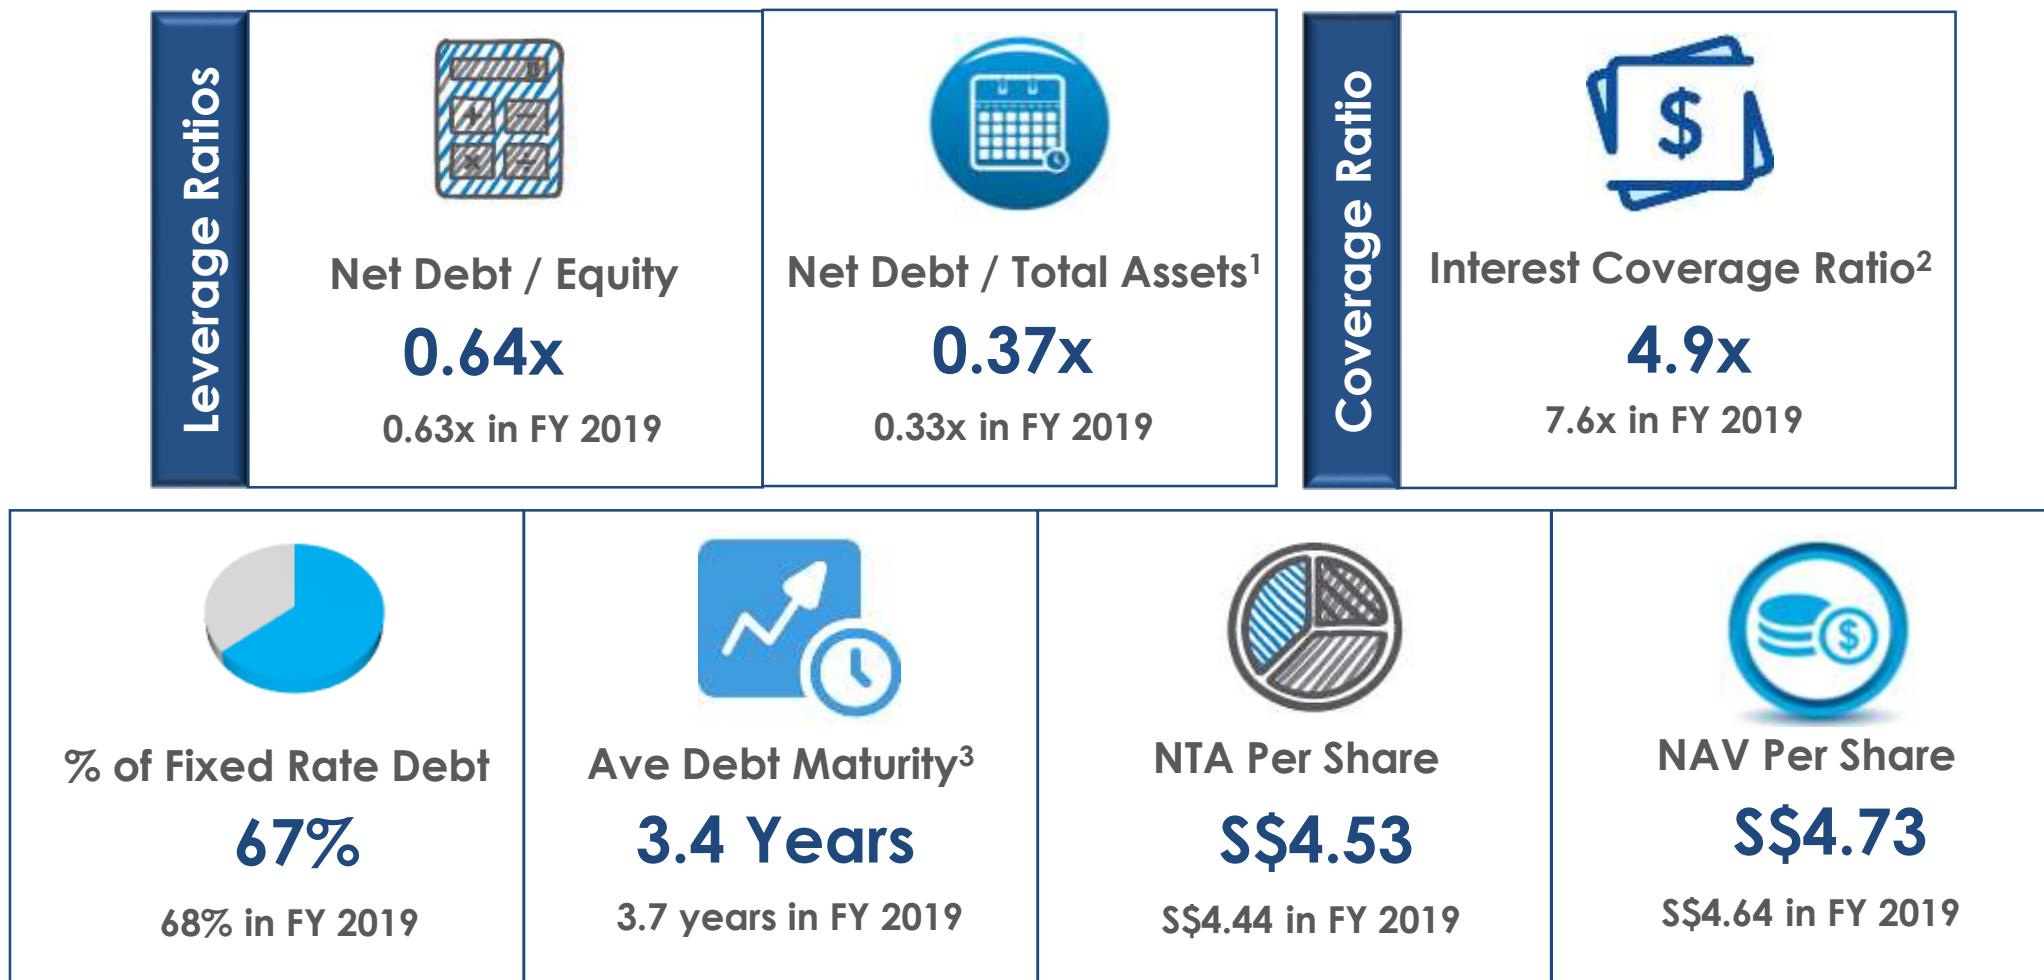 Leverage Ratios
Net Debt / Equity
0.64x
0.63x in FY 2019
Net Debt / Total Assets¹
0.37x
0.33x in FY 2019
Coverage Ratio
$
Interest Coverage Ratio²
4.9x
7.6x in FY 2019
% of Fixed Rate Debt
67%
68% in FY 2019
Ave Debt Maturity³
3.4 Years
3.7 years in FY 2019
NTA Per Share
S$4.53
S$4.44 in FY 2019
$
NAV Per Share
S$4.73
S$4.64 in FY 2019